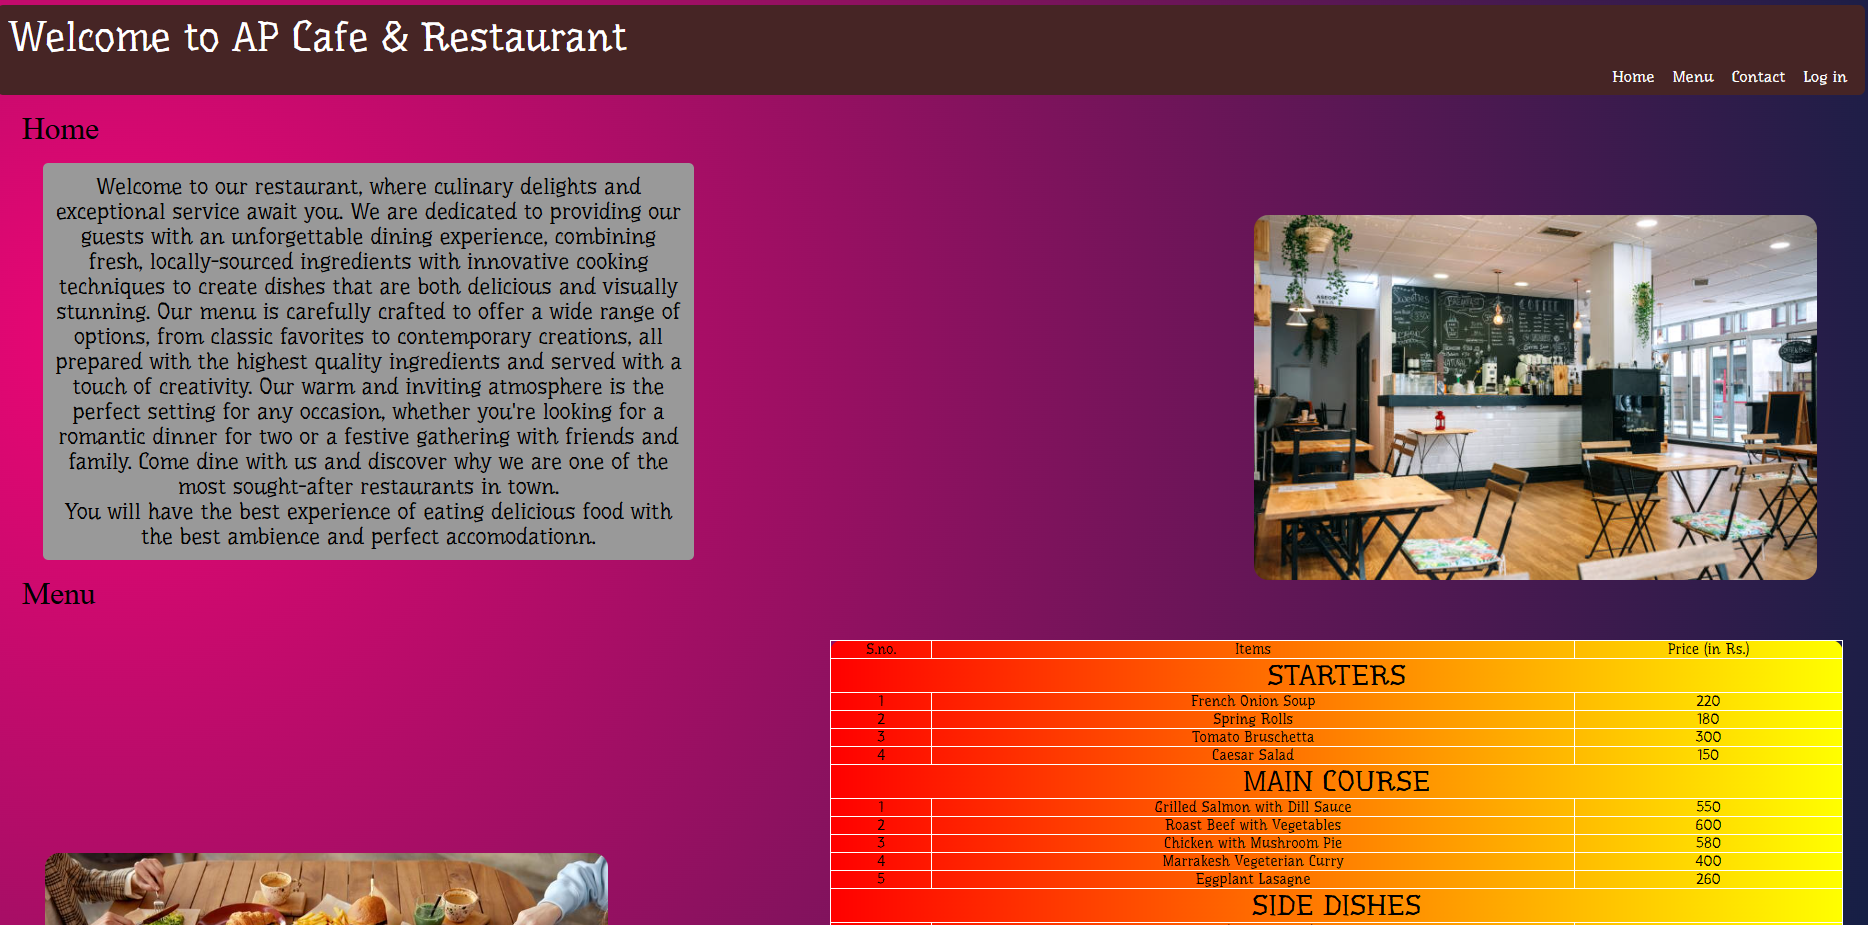 Welcome to AP Cafe & Restaurant
Home Menu Contact Log in
Home
Welcome to our restaurant, where culinary delights and
exceptional service await you. We are dedicated to providing our
guests with an unforgettable dining experience, combining
fresh, locally-sourced ingredients with innovative cooking
techniques to create dishes that are both delicious and visually
stunning. Our menu is carefully crafted to offer a wide range of
options, from classic favorites to contemporary creations, all
prepared with the highest quality ingredients and served with a
touch of creativity. Our warm and inviting atmosphere is the
perfect setting for any occasion, whether you're looking for a
romantic dinner for two or a festive gathering with friends and
family. Come dine with us and discover why we are one of the
most sought-after restaurants in town.
You will have the best experience of eating delicious food with
the best ambience and perfect accomodationn.
Sweeties BREAKFAST COFFEE
Menu
S.no. Items Price (in Rs.)
STARTERS
1 French Onion Soup 220
2 Spring Rolls 180
3 Tomato Bruschetta 300
4 Caesar Salad 150
MAIN COURSE
1 Grilled Salmon with Dill Sauce 550
2 Roast Beef with Vegetables 600
3 Chicken with Mushroom Pie 580
4 Marrakesh Vegeterian Curry 400
5 Eggplant Lasagne 260
SIDE DISHES